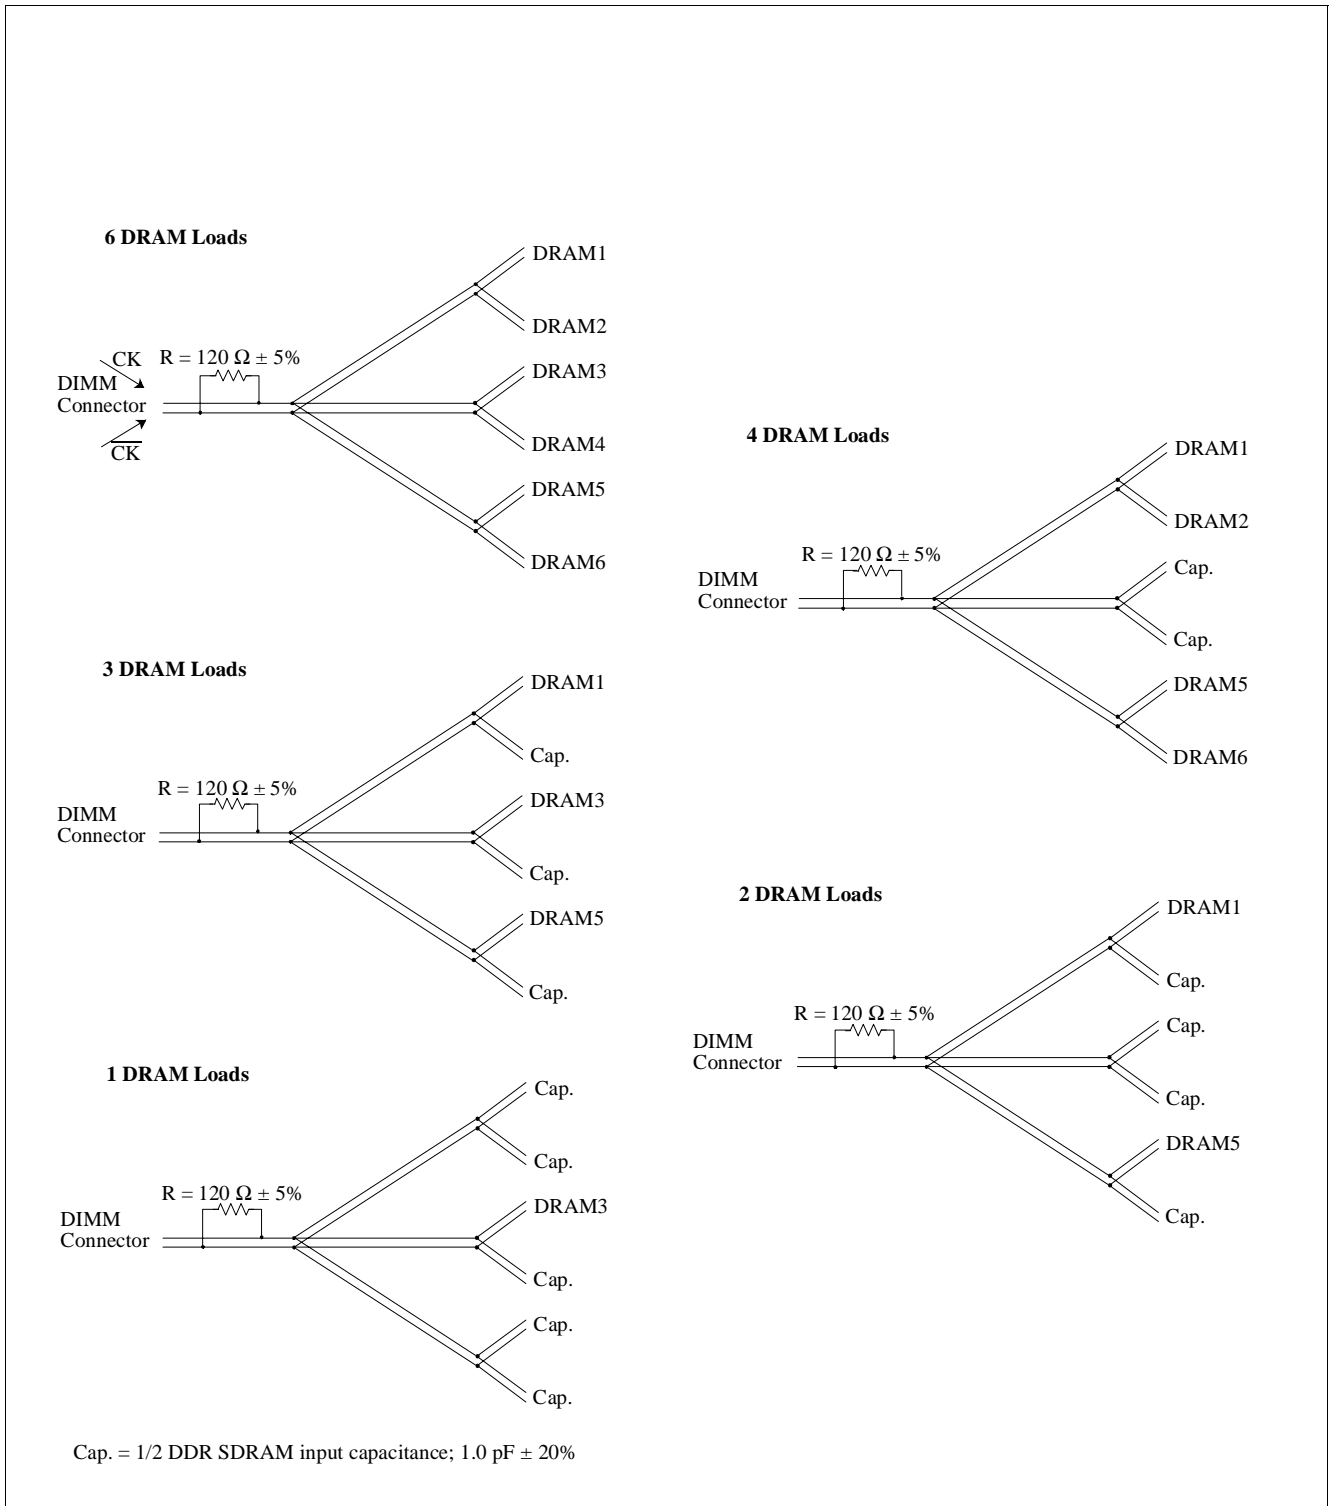 6 DRAM Loads
DRAM1
DRAM2
CK
R = 120 Ω ± 5%
DRAM3
DIMM
Connector
DRAM4
C̅K̅
DRAM5
DRAM6
4 DRAM Loads
DRAM1
DRAM2
R = 120 Ω ± 5%
Cap.
DIMM
Connector
Cap.
DRAM5
DRAM6
3 DRAM Loads
DRAM1
Cap.
R = 120 Ω ± 5%
DRAM3
DIMM
Connector
Cap.
DRAM5
Cap.
2 DRAM Loads
DRAM1
Cap.
R = 120 Ω ± 5%
Cap.
DIMM
Connector
Cap.
DRAM5
Cap.
1 DRAM Loads
Cap.
Cap.
R = 120 Ω ± 5%
DRAM3
DIMM
Connector
Cap.
Cap.
Cap.
Cap. = 1/2 DDR SDRAM input capacitance; 1.0 pF ± 20%